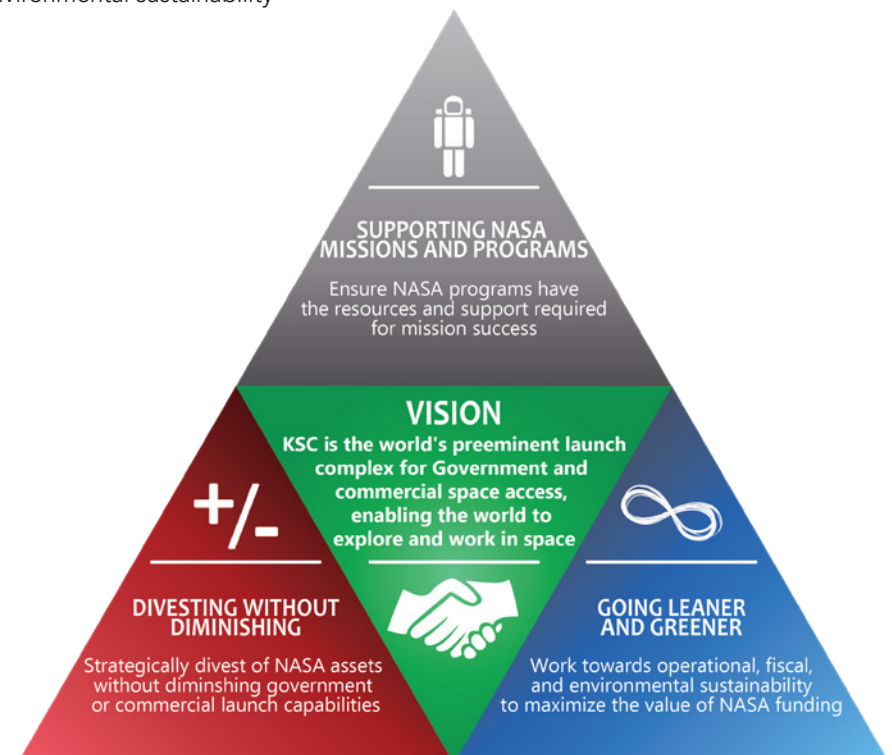 SUPPORTING NASA
MISSIONS AND PROGRAMS
Ensure NASA programs have
the resources and support required
for mission success
VISION
KSC is the world's preeminent launch
complex for Government and
commercial space access,
enabling the world to
explore and work in space
+/-
DIVESTING WITHOUT
DIMINISHING
Strategically divest of NASA assets
without diminshing government
or commercial launch capabilities
GOING LEANER
AND GREENER
Work towards operational, fiscal,
and environmental sustainability
to maximize the value of NASA funding